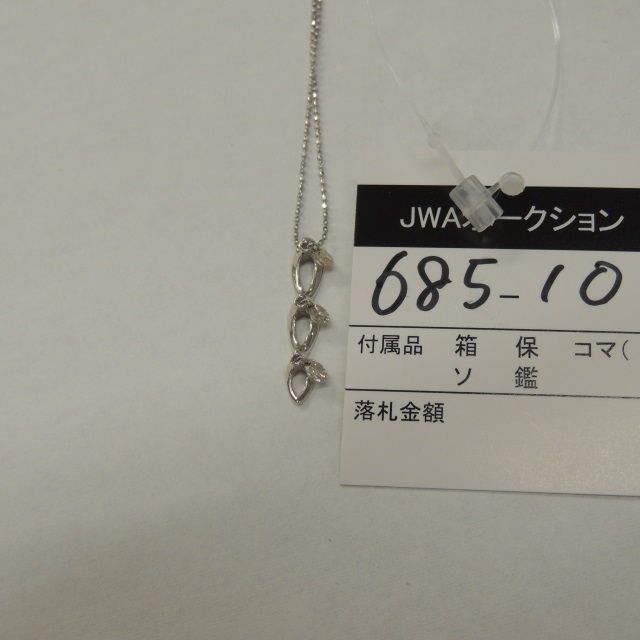 JWAオークション
685-10
付属品 箱 保 コマ(
ソ 鑑
落札金額